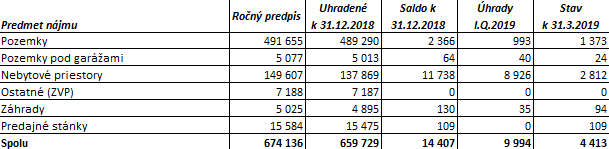 Predmet nájmu Ročný predpis Uhradené k 31.12.2018 Saldo k 31.12.2018 Úhrady I.Q.2019 Stav k 31.3.2019
Pozemky 491 655 489 290 2 366 993 1 373
Pozemky pod garážami 5 077 5 013 64 40 24
Nebytové priestory 149 607 137 869 11 738 8 926 2 812
Ostatné (ZVP) 7 188 7 187 0 0 0
Záhrady 5 025 4 895 130 35 94
Predajné stánky 15 584 15 475 109 0 109
Spolu 674 136 659 729 14 407 9 994 4 413